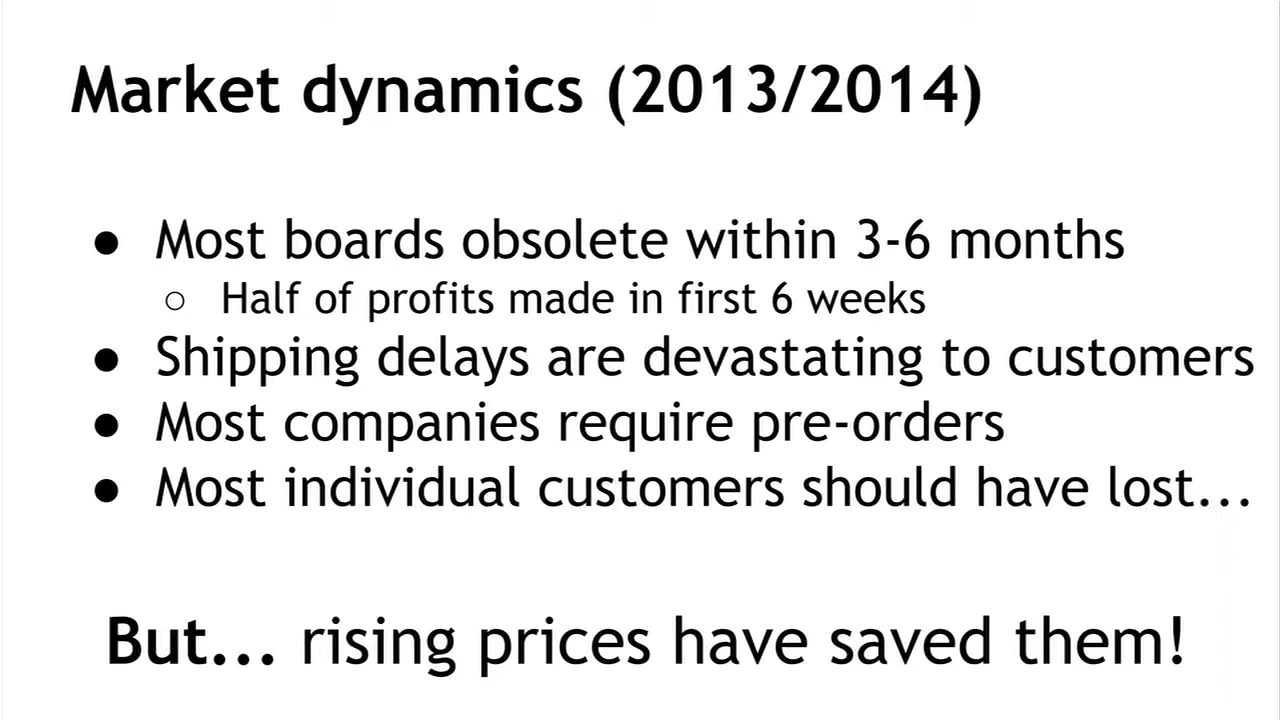 Market dynamics (2013/2014)
● Most boards obsolete within 3-6 months
○ Half of profits made in first 6 weeks
● Shipping delays are devastating to customers
● Most companies require pre-orders
● Most individual customers should have lost...
But... rising prices have saved them!